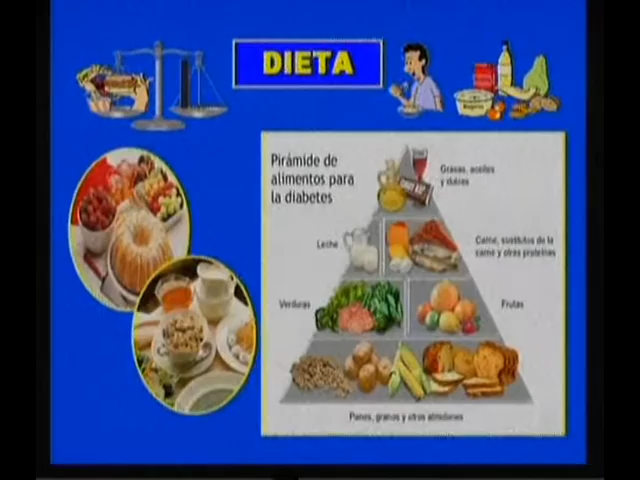 DIETA
Pirámide de
alimentos para
la diabetes
Grasas, aceites
y dulces
Leche
Carne, sustitutos de la
carne y otras proteínas
Verduras
Frutas
Panes, granos y otros almidones